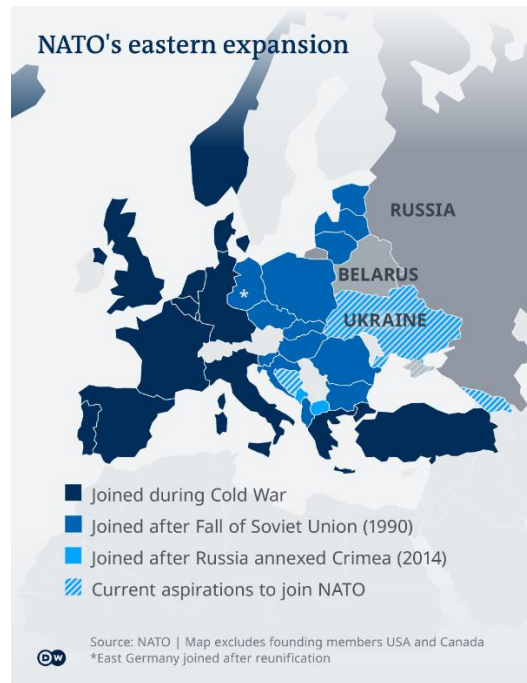 NATO's eastern expansion
RUSSIA
BELARUS
UKRAINE
*
Joined during Cold War
Joined after Fall of Soviet Union (1990)
Joined after Russia annexed Crimea (2014)
Current aspirations to join NATO
DW
Source: NATO | Map excludes founding members USA and Canada
*East Germany joined after reunification